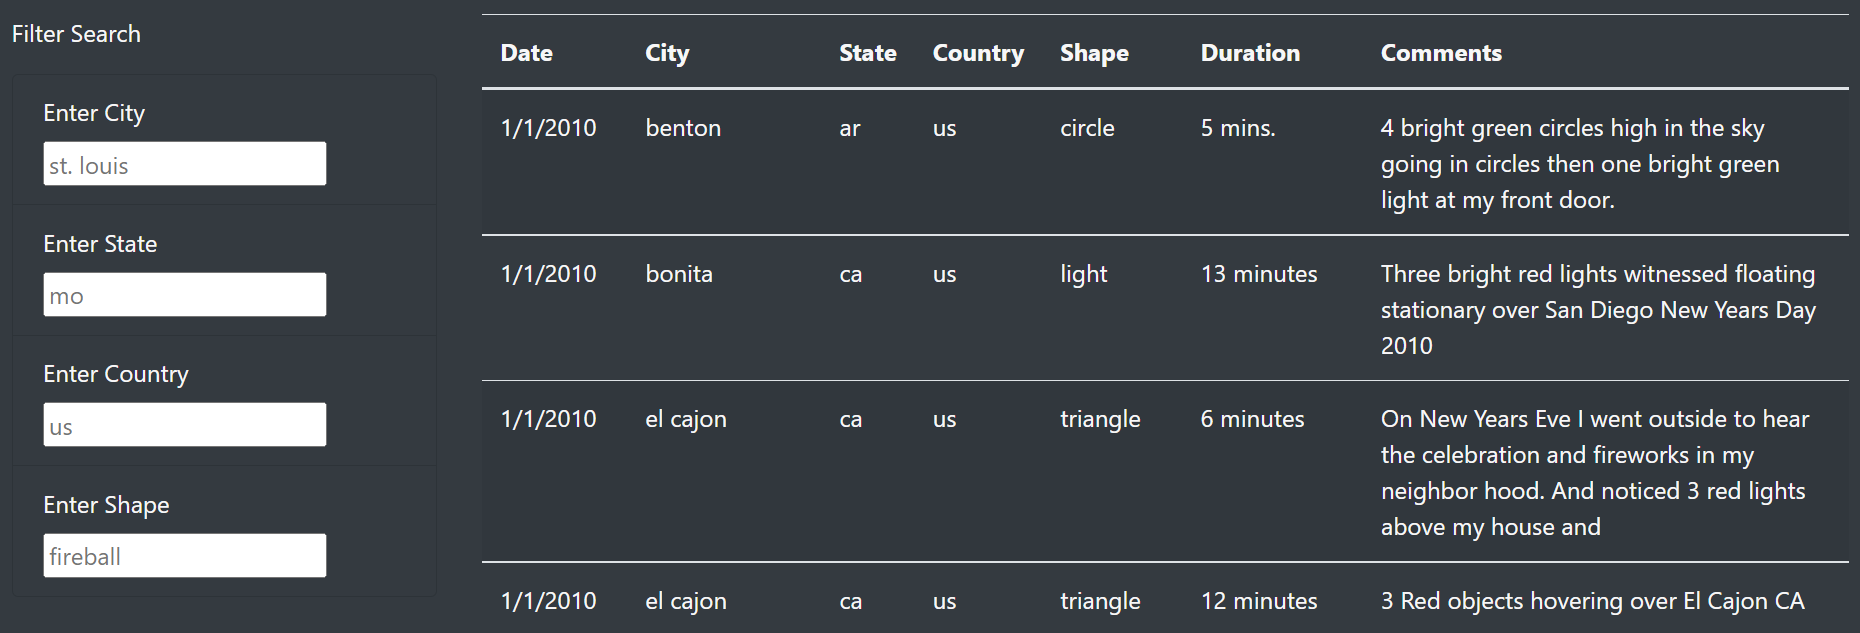 Filter Search
Enter City
st. louis
Enter State
mo
Enter Country
us
Enter Shape
fireball
Date City State Country Shape Duration Comments
1/1/2010 benton ar us circle 5 mins. 4 bright green circles high in the sky
going in circles then one bright green
light at my front door.
1/1/2010 bonita ca us light 13 minutes Three bright red lights witnessed floating
stationary over San Diego New Years Day
2010
1/1/2010 el cajon ca us triangle 6 minutes On New Years Eve I went outside to hear
the celebration and fireworks in my
neighbor hood. And noticed 3 red lights
above my house and
1/1/2010 el cajon ca us triangle 12 minutes 3 Red objects hovering over El Cajon CA